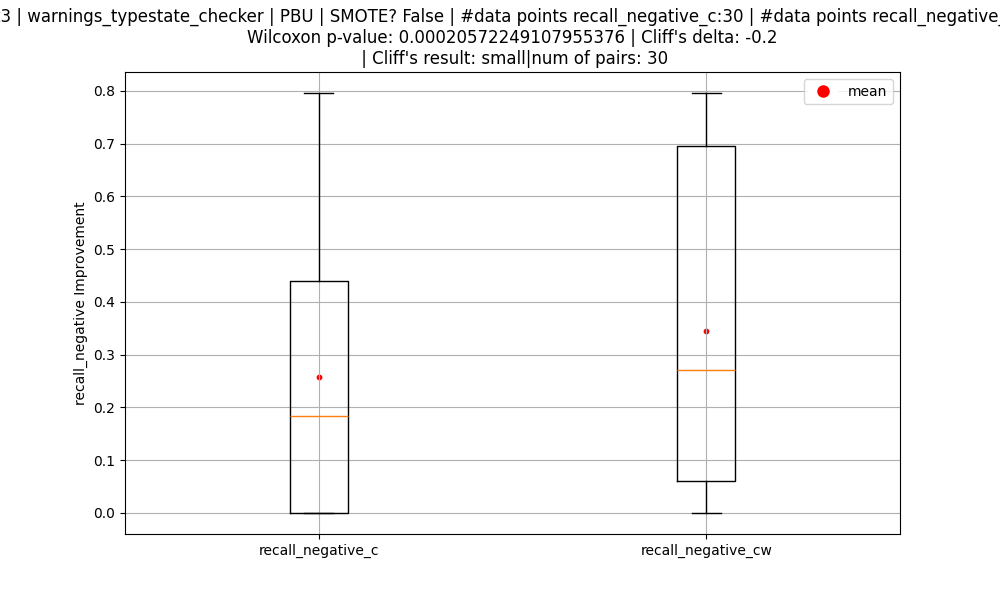 3 | warnings_typestate_checker | PBU | SMOTE? False | #data points recall_negative_c:30 | #data points recall_negative_
Wilcoxon p-value: 0.00020572249107955376 | Cliff's delta: -0.2
| Cliff's result: small|num of pairs: 30
mean
0.8
0.7
0.6
0.5
0.4
0.3
0.2
0.1
0.0
recall_negative Improvement
recall_negative_c
recall_negative_cw